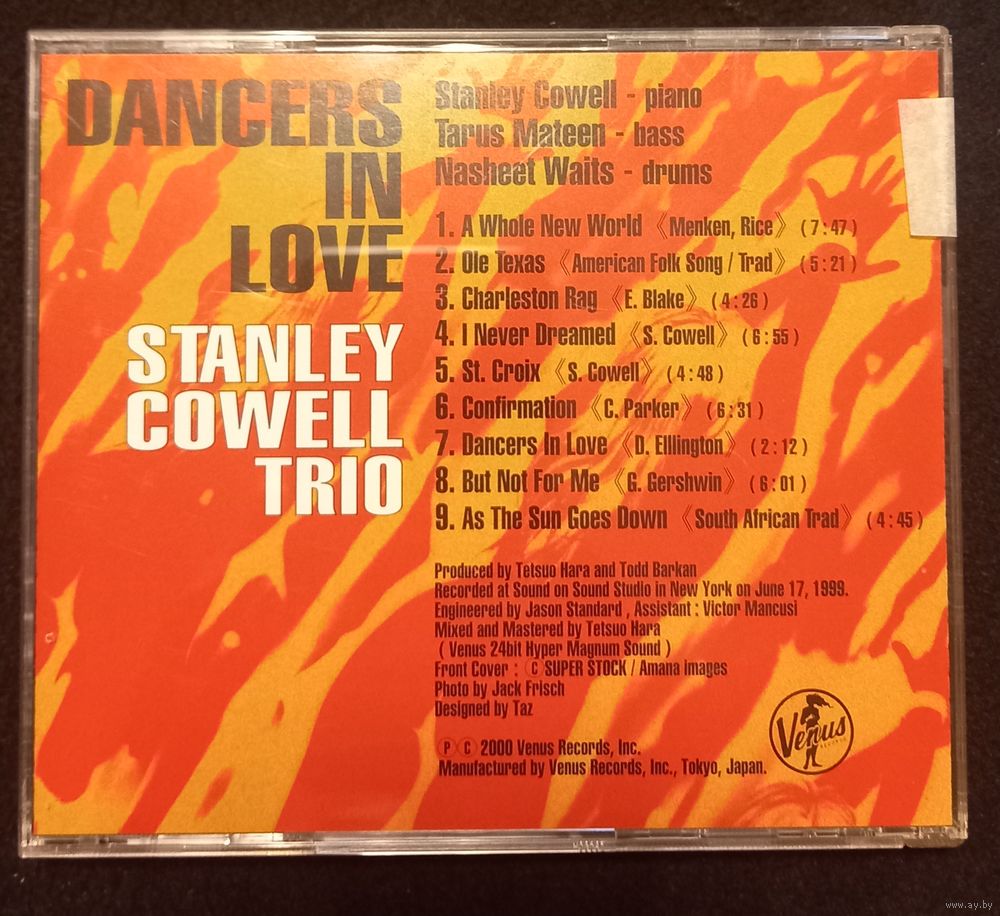 DANCERS
IN
LOVE
STANLEY
COWELL
TRIO
Stanley Cowell - piano
Tarus Mateen - bass
Nasheet Waits - drums
1. A Whole New World 《Menken, Rice》 (7:47)
2. Ole Texas 《American Folk Song / Trad》 (5:21)
3. Charleston Rag 《E. Blake》 (4:26)
4. I Never Dreamed 《S. Cowell》 (6:55)
5. St. Croix 《S. Cowell》 (4:48)
6. Confirmation 《C. Parker》 (6:31)
7. Dancers In Love 《D. Elllington》 (2:12)
8. But Not For Me 《G. Gershwin》 (6:01)
9. As The Sun Goes Down 《South African Trad》 (4:45)
Produced by Tetsuo Hara and Todd Barkan
Recorded at Sound on Sound Studio in New York on June 17, 1999.
Engineered by Jason Standard , Assistant : Victor Mancusi
Mixed and Mastered by Tetsuo Hara
( Venus 24bit Hyper Magnum Sound )
Front Cover : Ⓒ SUPER STOCK / Amana images
Photo by Jack Frisch
Designed by Taz
Ⓟ Ⓒ 2000 Venus Records, Inc.
Manufactured by Venus Records, Inc., Tokyo, Japan.
Venus
RECORDS
www.ay.by